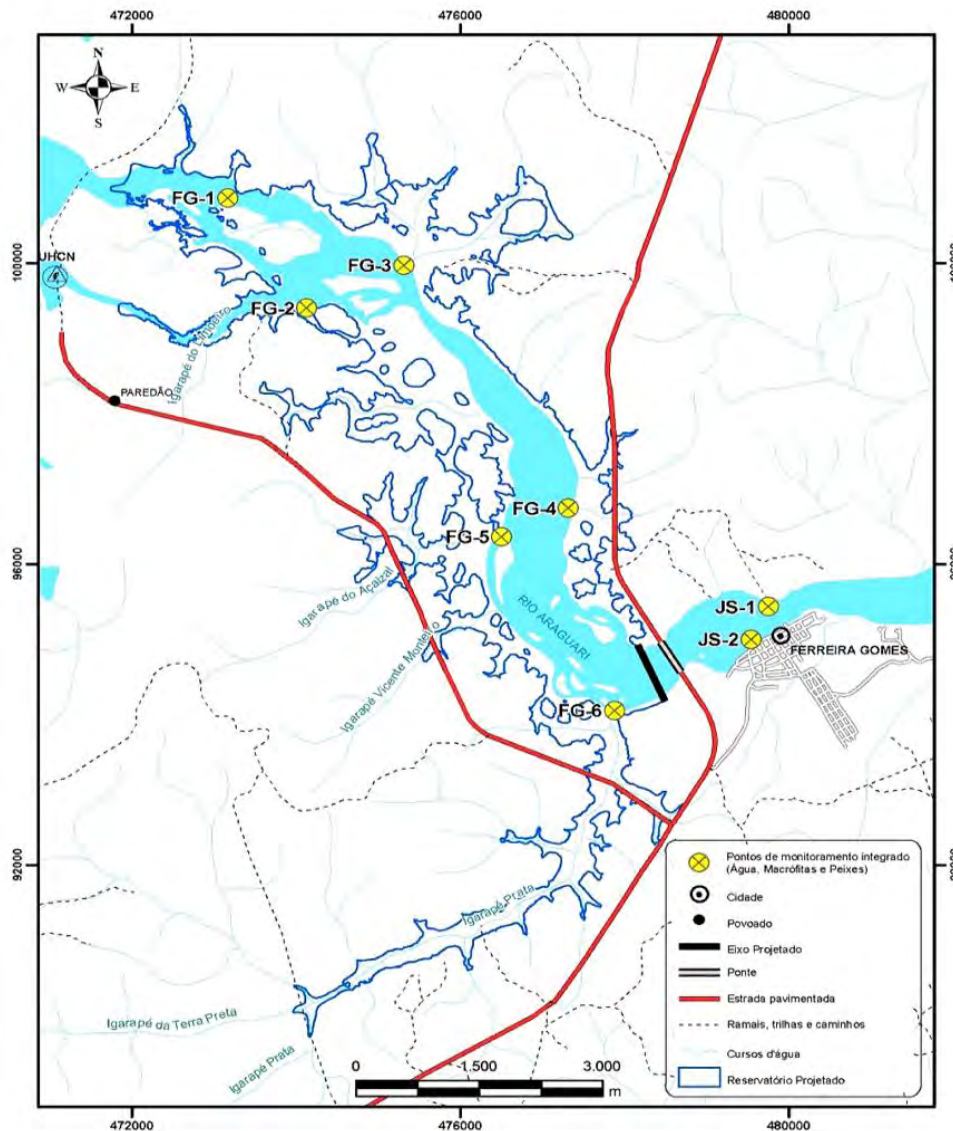 472000
476000
480000
N
W
E
S
FG-1
100000
UHCN
FG-3
FG-2
Igarapé do Limoeiro
PAREDÃO
FG-4
FG-5
96000
Igarapé do Açaizal
RIO ARAGUARI
JS-1
JS-2
FERREIRA GOMES
Igarapé Vicente Monteiro
FG-6
92000
Igarapé Prata
Igarapé da Terra Preta
Igarapé Prata
Pontos de monitoramento integrado
(Água, Macrófitas e Peixes)
Cidade
Povoado
Eixo Projetado
Ponte
Estrada pavimentada
Ramais, trilhas e caminhos
Cursos d'água
Reservatório Projetado
0
1.500
3.000
m
472000
476000
480000